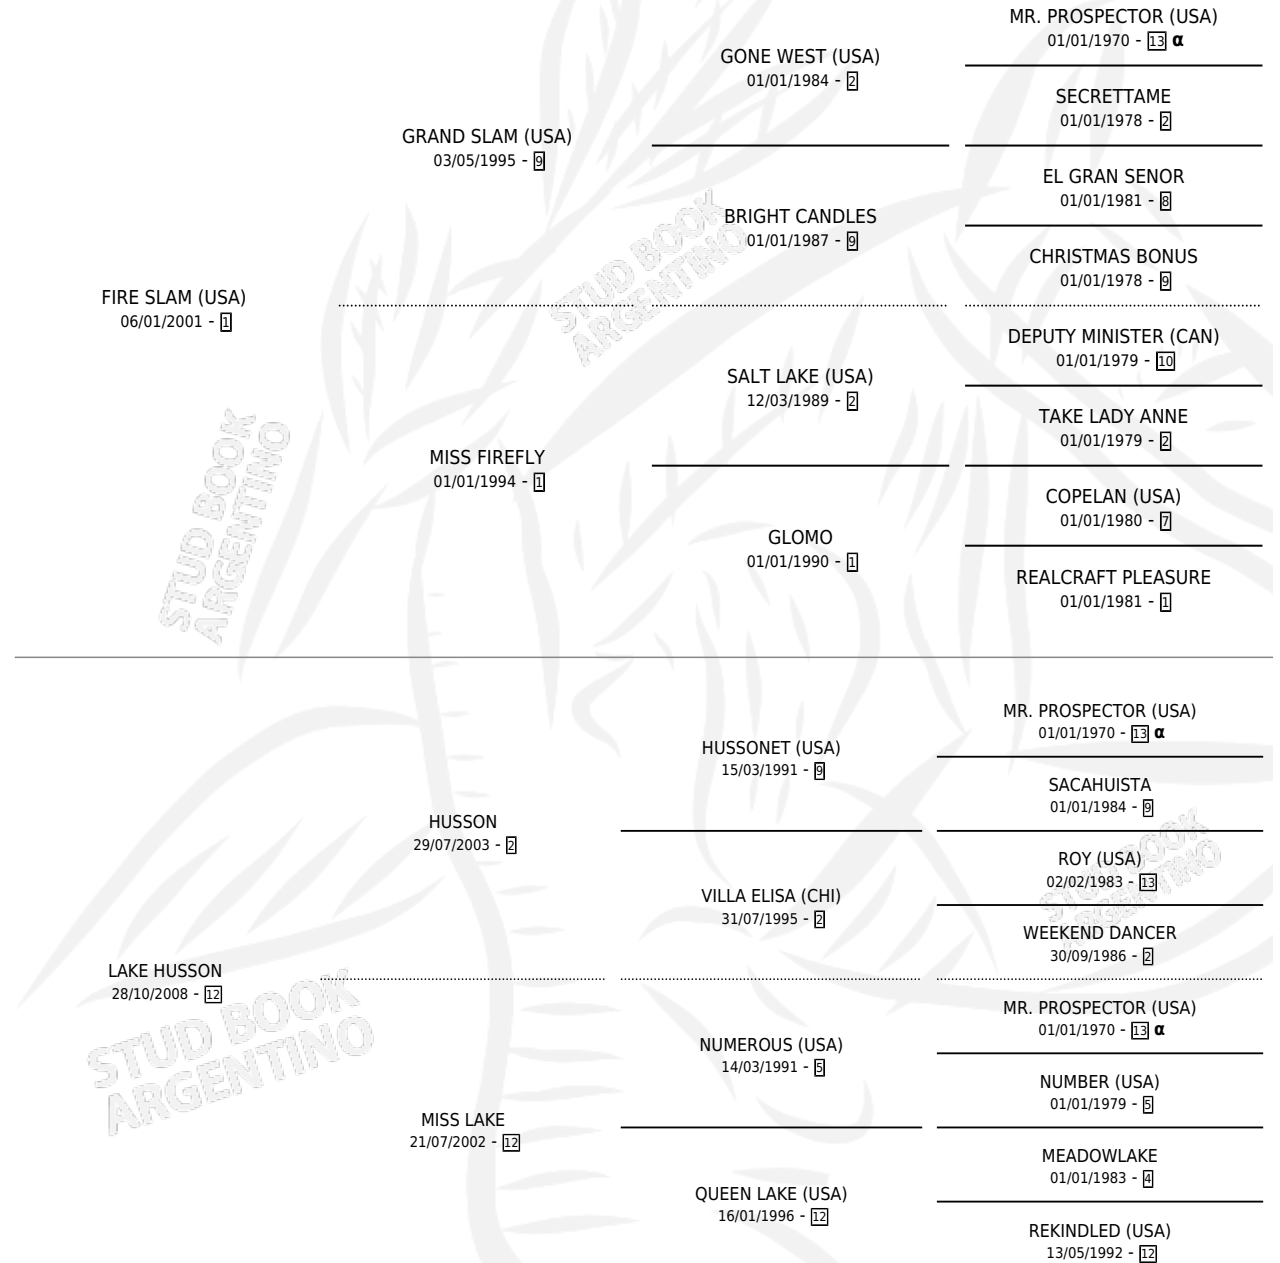 MR. PROSPECTOR (USA)
01/01/1970 - 13 α
GONE WEST (USA)
01/01/1984 - 2
SECRETTAME
01/01/1978 - 2
GRAND SLAM (USA)
03/05/1995 - 9
EL GRAN SENOR
01/01/1981 - 8
BRIGHT CANDLES
01/01/1987 - 9
CHRISTMAS BONUS
01/01/1978 - 9
FIRE SLAM (USA)
06/01/2001 - 1
DEPUTY MINISTER (CAN)
01/01/1979 - 10
SALT LAKE (USA)
12/03/1989 - 2
TAKE LADY ANNE
01/01/1979 - 2
MISS FIREFLY
01/01/1994 - 1
COPELAN (USA)
01/01/1980 - 7
GLOMO
01/01/1990 - 1
REALCRAFT PLEASURE
01/01/1981 - 1
MR. PROSPECTOR (USA)
01/01/1970 - 13 α
HUSSONET (USA)
15/03/1991 - 9
SACAHUISTA
01/01/1984 - 9
HUSSON
29/07/2003 - 2
ROY (USA)
02/02/1983 - 13
VILLA ELISA (CHI)
31/07/1995 - 2
WEEKEND DANCER
30/09/1986 - 2
LAKE HUSSON
28/10/2008 - 12
MR. PROSPECTOR (USA)
01/01/1970 - 13 α
NUMEROUS (USA)
14/03/1991 - 5
NUMBER (USA)
01/01/1979 - 5
MISS LAKE
21/07/2002 - 12
MEADOWLAKE
01/01/1983 - 4
QUEEN LAKE (USA)
16/01/1996 - 12
REKINDLED (USA)
13/05/1992 - 12
STUD BOOK
ARGENTINO
STUD BOOK
ARGENTINO
STUD BOOK
ARGENTINO
STUD BOOK
ARGENTINO